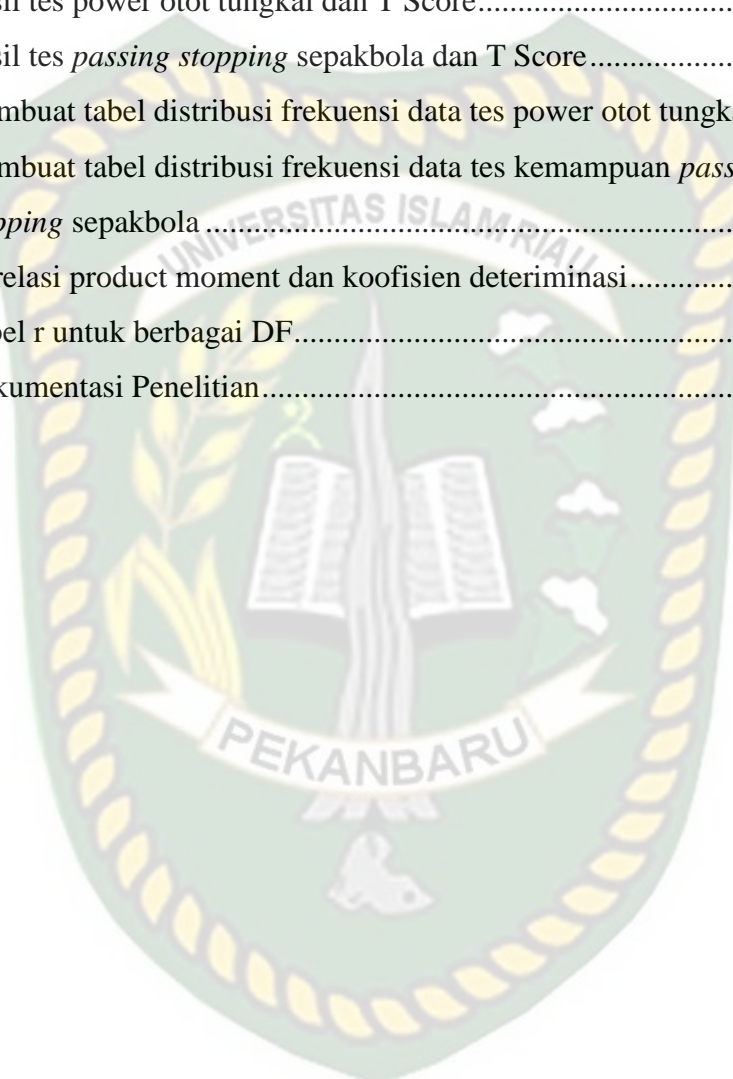 sil tes power otot tungkai dan T Score
sil tes passing stopping sepakbola dan T Score
mbuat tabel distribusi frekuensi data tes power otot tungk
mbuat tabel distribusi frekuensi data tes kemampuan pass
pping sepakbola
UNIVERSITAS ISLAM RIAU
relasi product moment dan koofisien deteriminasi
bel r untuk berbagai DF
kumentasi Penelitian
PEKANBARU